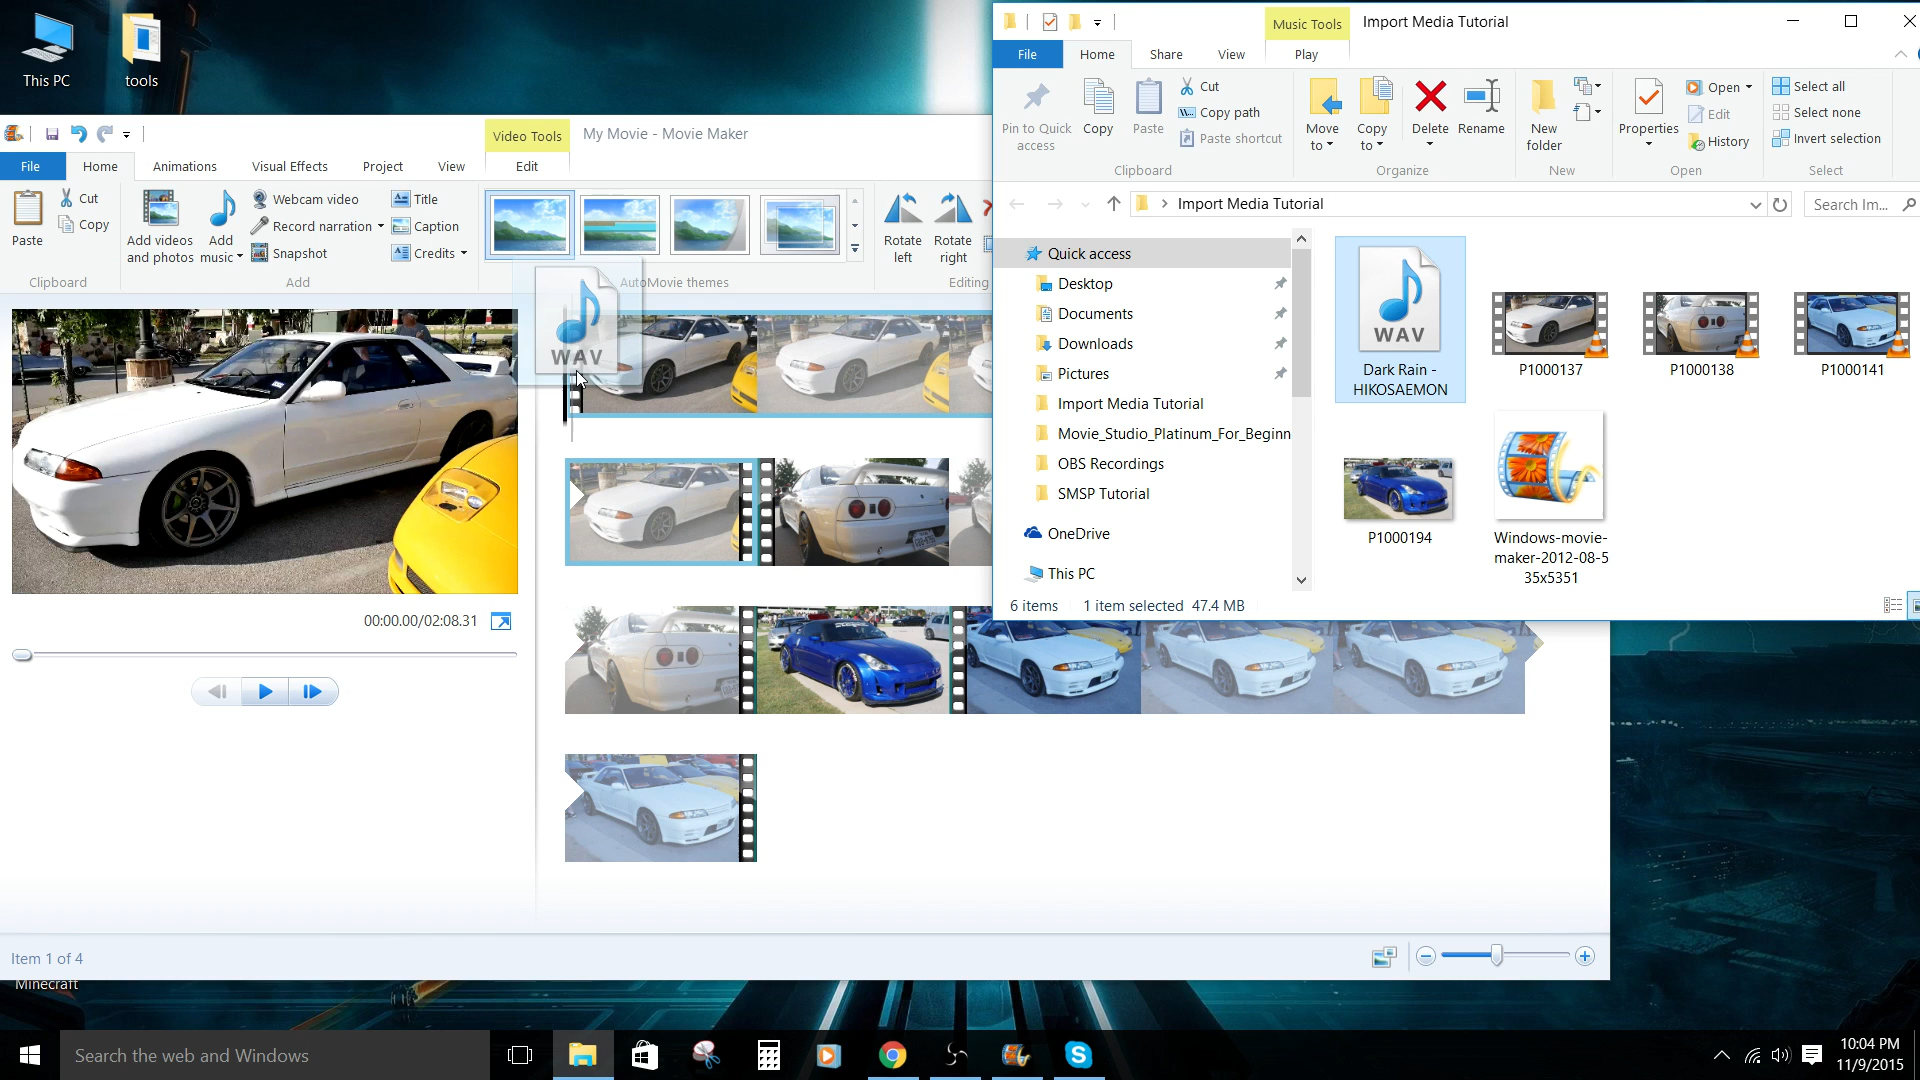 This PC
tools
Video Tools
My Movie - Movie Maker
File
Home
Animations
Visual Effects
Project
View
Edit
Paste
Cut
Copy
Clipboard
Add videos
and photos
Add
music
Webcam video
Record narration
Snapshot
Title
Caption
Credits
Add
AutoMovie themes
Rotate
left
Rotate
right
Editing
WAV
00:00.00/02:08.31
Item 1 of 4
Music Tools
Import Media Tutorial
File
Home
Share
View
Play
Pin to Quick
access
Copy
Paste
Cut
Copy path
Paste shortcut
Clipboard
Move
to
Copy
to
Delete
Rename
Organize
New
folder
New
Properties
Open
Edit
History
Open
Select all
Select none
Invert selection
Select
Import Media Tutorial
Search Im...
Quick access
Desktop
Documents
Downloads
Pictures
Import Media Tutorial
Movie_Studio_Platinum_For_Beginn
OBS Recordings
SMSP Tutorial
OneDrive
This PC
WAV
Dark Rain -
HIKOSAEMON
P1000137
P1000138
P1000141
P1000194
Windows-movie-
maker-2012-08-5
35x5351
6 items
1 item selected 47.4 MB
Minecraft
Search the web and Windows
10:04 PM
11/9/2015